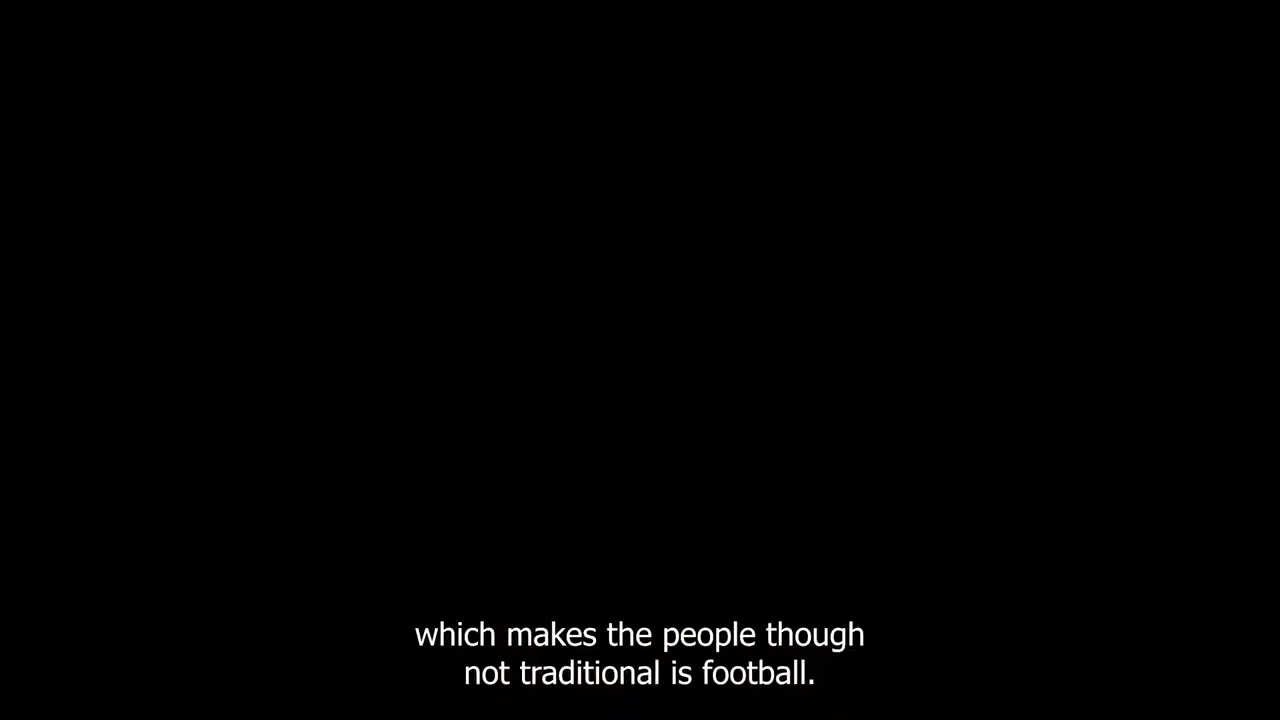 which makes the people though
not traditional is football.